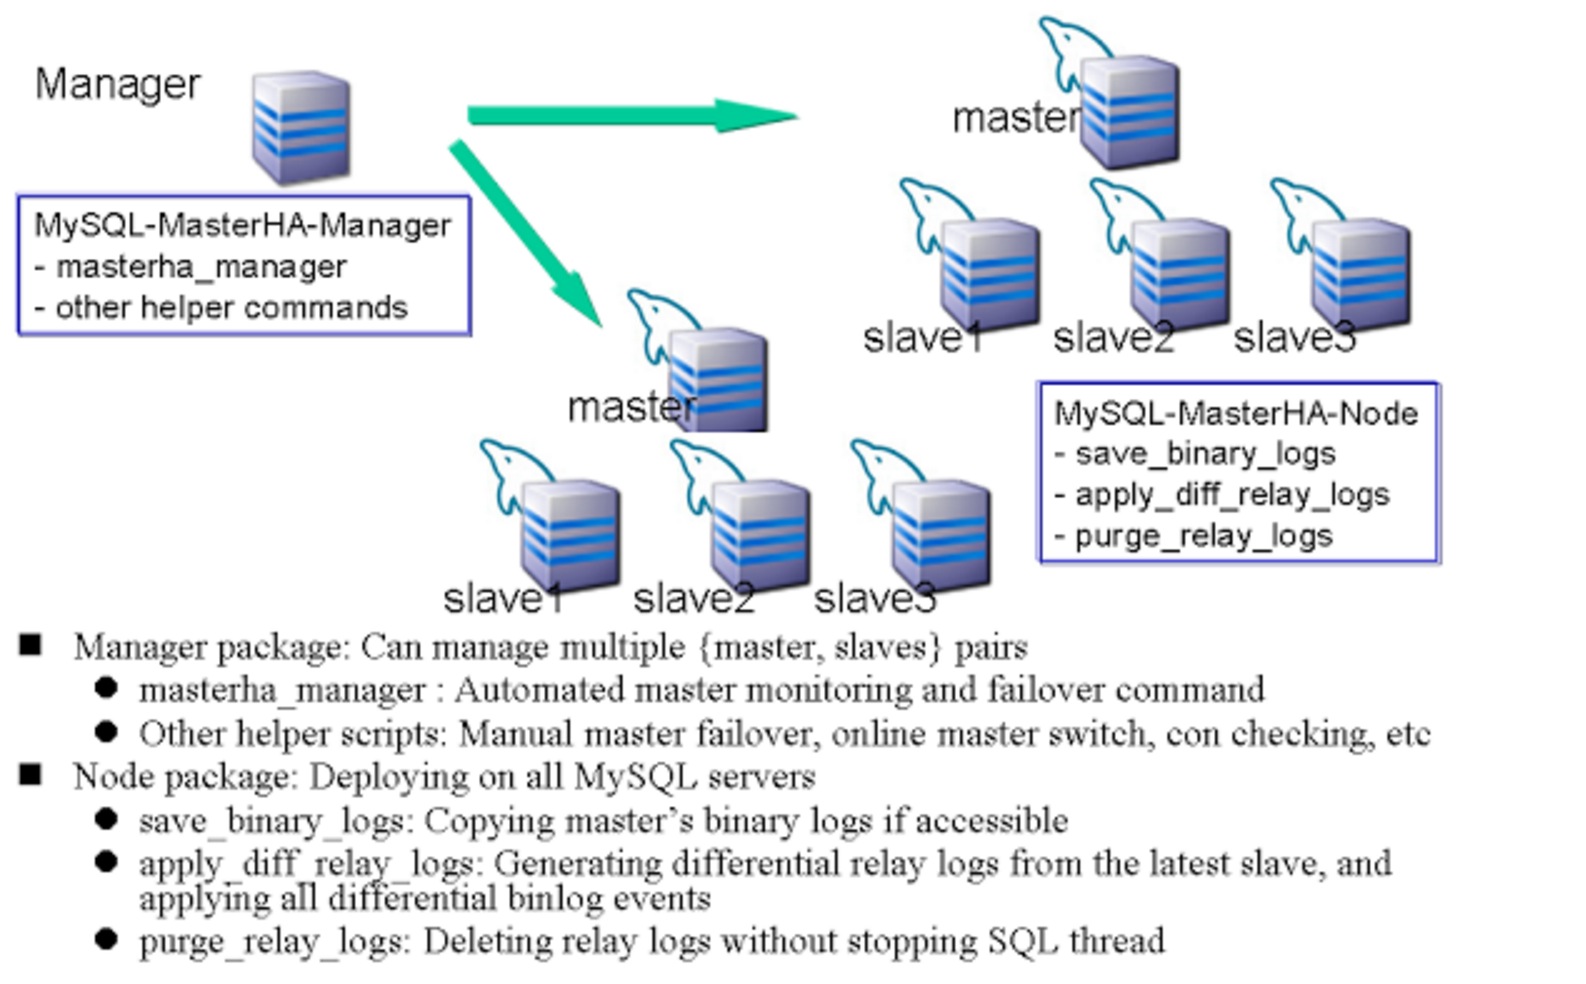 Manager
MySQL-MasterHA-Manager
- masterha_manager
- other helper commands
master
slave1
slave2
slave3
MySQL-MasterHA-Node
- save_binary_logs
- apply_diff_relay_logs
- purge_relay_logs
master
slave1
slave2
slave3
■ Manager package: Can manage multiple {master, slaves} pairs
● masterha_manager : Automated master monitoring and failover command
● Other helper scripts: Manual master failover, online master switch, con checking, etc
■ Node package: Deploying on all MySQL servers
● save_binary_logs: Copying master’s binary logs if accessible
● apply_diff_relay_logs: Generating differential relay logs from the latest slave, and
applying all differential binlog events
● purge_relay_logs: Deleting relay logs without stopping SQL thread